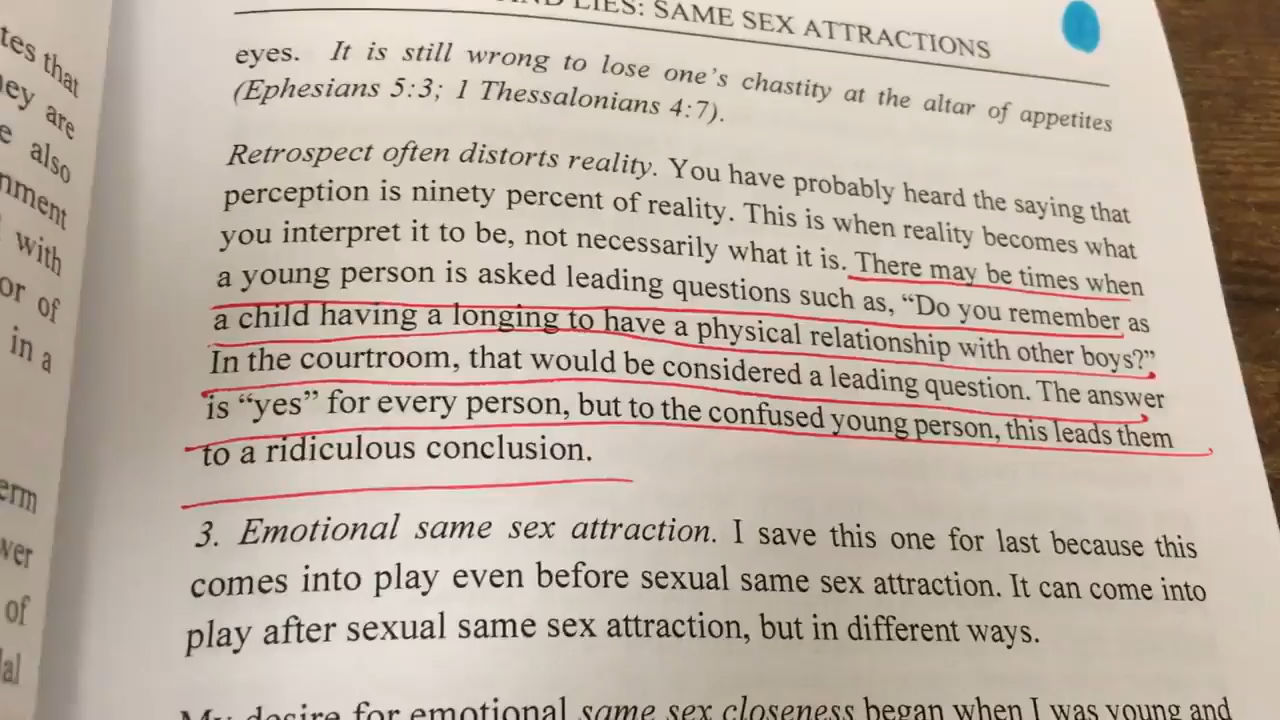 tes that
ey are
e also
nment
with
or of
in a
erm
wer
of
LIES: SAME SEX ATTRACTIONS
eyes. It is still wrong to lose one's chastity at the altar of appetites
(Ephesians 5:3; 1 Thessalonians 4:7).
Retrospect often distorts reality. You have probably heard the saying that
perception is ninety percent of reality. This is when reality becomes what
you interpret it to be, not necessarily what it is. There may be times when
a young person is asked leading questions such as, “Do you remember as
a child having a longing to have a physical relationship with other boys?”
In the courtroom, that would be considered a leading question. The answer
is “yes” for every person, but to the confused young person, this leads them
to a ridiculous conclusion.
3. Emotional same sex attraction. I save this one for last because this
comes into play even before sexual same sex attraction. It can come into
play after sexual same sex attraction, but in different ways.
My desire for emotional same sex closeness began when I was young and